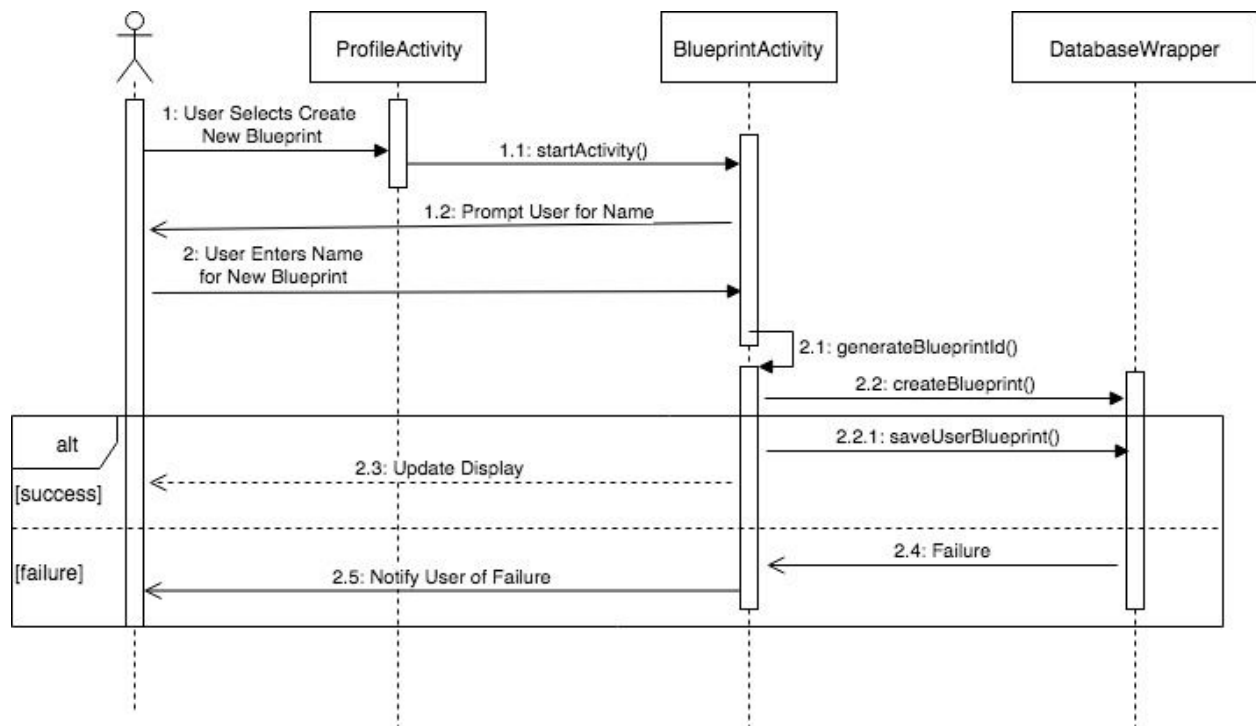 ProfileActivity
BlueprintActivity
DatabaseWrapper
1: User Selects Create
New Blueprint
1.1: startActivity()
1.2: Prompt User for Name
2: User Enters Name
for New Blueprint
2.1: generateBlueprintId()
2.2: createBlueprint()
alt
2.2.1: saveUserBlueprint()
2.3: Update Display
[success]
2.4: Failure
[failure]
2.5: Notify User of Failure